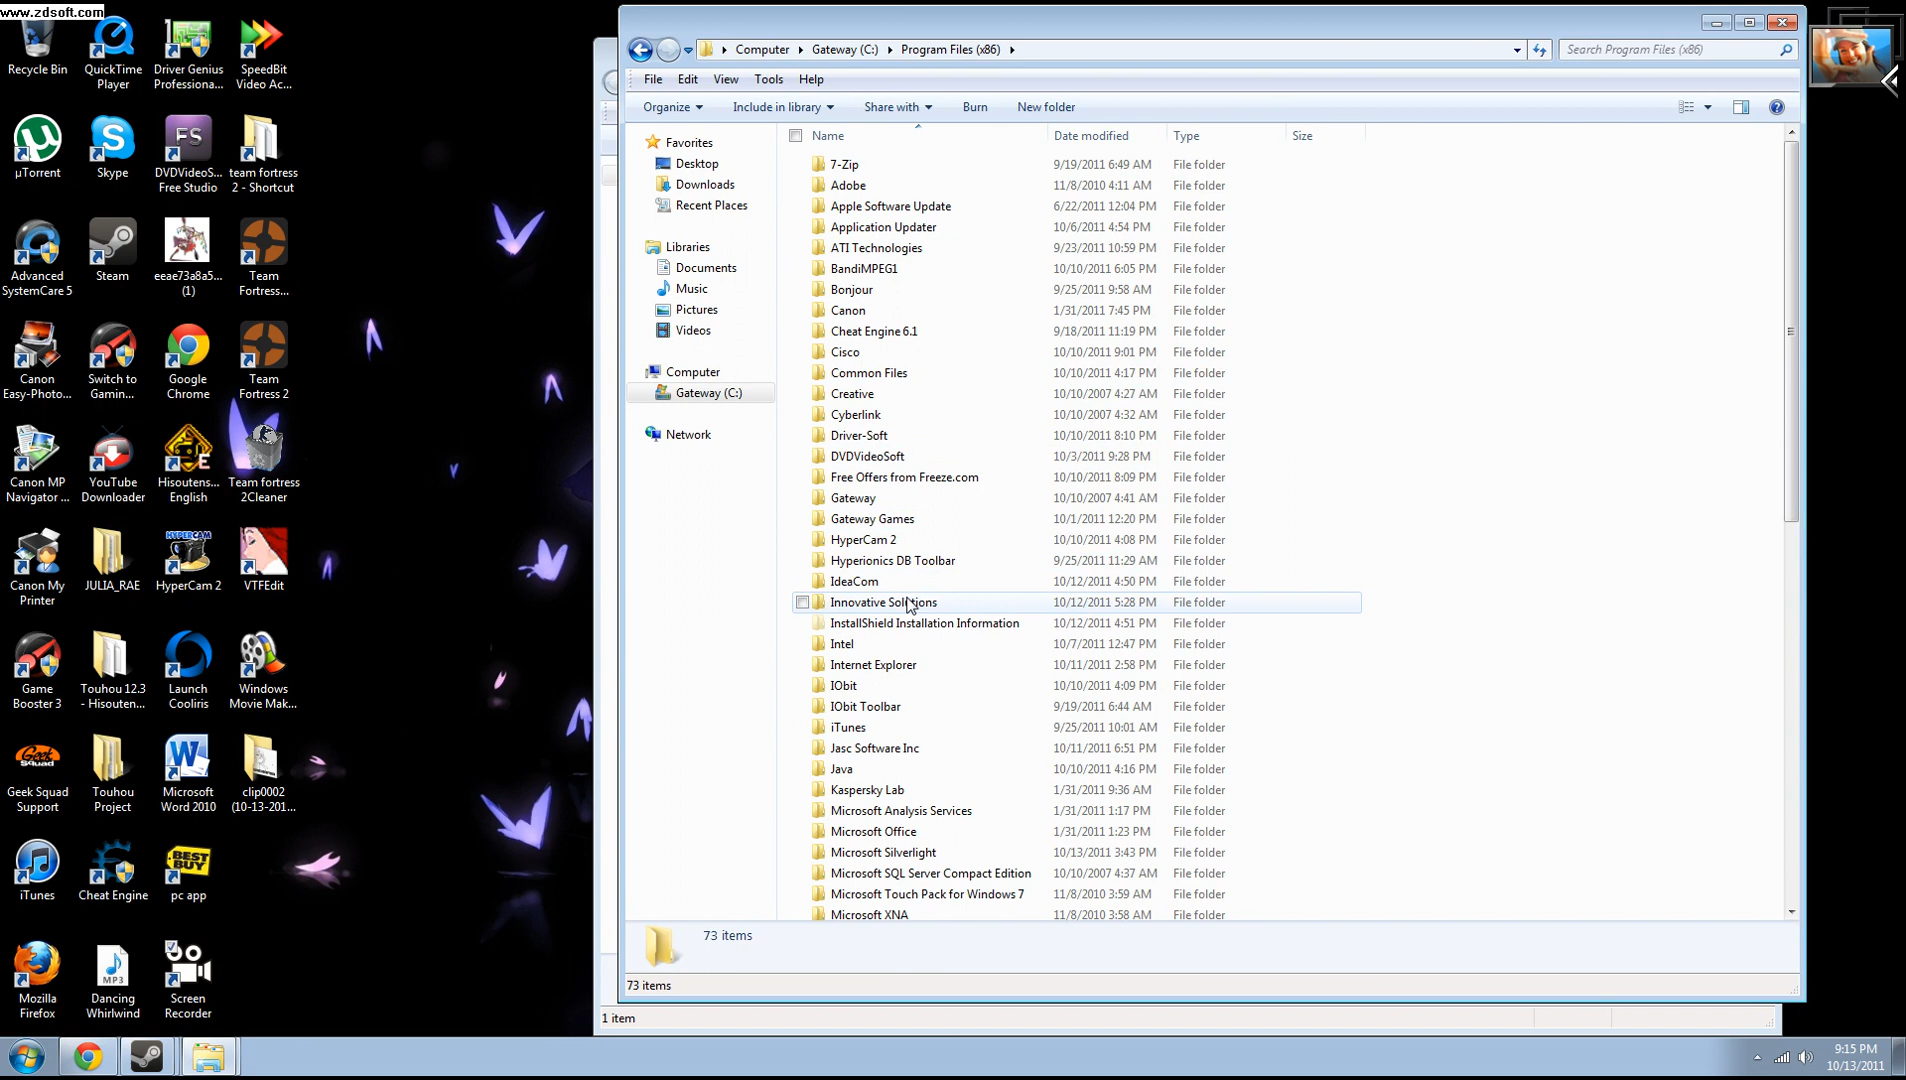 www.zdsoft.com
Recycle Bin
QuickTime
Player
Driver Genius
Professiona...
SpeedBit
Video Ac...
µTorrent
Skype
DVDVideoS...
Free Studio
team fortress
2 - Shortcut
Advanced
SystemCare 5
Steam
eeae73a8a5...
(1)
Team
Fortress...
Canon
Easy-Photo...
Switch to
Gamin...
Google
Chrome
Team
Fortress 2
Canon MP
Navigator ...
YouTube
Downloader
Hisoutens...
English
Team fortress
2Cleaner
Canon My
Printer
JULIA_RAE
HYPERCAM
HyperCam 2
VTFEdit
Game
Booster 3
Touhou 12.3
- Hisouten...
Launch
Cooliris
Windows
Movie Mak...
Geek
Squad
Geek Squad
Support
Touhou
Project
Microsoft
Word 2010
clip0002
(10-13-201...
iTunes
Cheat Engine
BEST
BUY
pc app
Mozilla
Firefox
MP3
Dancing
Whirlwind
Screen
Recorder
Computer
Gateway (C:)
Program Files (x86)
Search Program Files (x86)
File
Edit
View
Tools
Help
Organize
Include in library
Share with
Burn
New folder
Favorites
Desktop
Downloads
Recent Places
Libraries
Documents
Music
Pictures
Videos
Computer
Gateway (C:)
Network
Name Date modified Type Size
7-Zip 9/19/2011 6:49 AM File folder
Adobe 11/8/2010 4:11 AM File folder
Apple Software Update 6/22/2011 12:04 PM File folder
Application Updater 10/6/2011 4:54 PM File folder
ATI Technologies 9/23/2011 10:59 PM File folder
BandiMPEG1 10/10/2011 6:05 PM File folder
Bonjour 9/25/2011 9:58 AM File folder
Canon 1/31/2011 7:45 PM File folder
Cheat Engine 6.1 9/18/2011 11:19 PM File folder
Cisco 10/10/2011 9:01 PM File folder
Common Files 10/10/2011 4:17 PM File folder
Creative 10/10/2007 4:27 AM File folder
Cyberlink 10/10/2007 4:32 AM File folder
Driver-Soft 10/10/2011 8:10 PM File folder
DVDVideoSoft 10/3/2011 9:28 PM File folder
Free Offers from Freeze.com 10/10/2011 8:09 PM File folder
Gateway 10/10/2007 4:41 AM File folder
Gateway Games 10/1/2011 12:20 PM File folder
HyperCam 2 10/10/2011 4:08 PM File folder
Hyperionics DB Toolbar 9/25/2011 11:29 AM File folder
IdeaCom 10/12/2011 4:50 PM File folder
Innovative Solutions 10/12/2011 5:28 PM File folder
InstallShield Installation Information 10/12/2011 4:51 PM File folder
Intel 10/7/2011 12:47 PM File folder
Internet Explorer 10/11/2011 2:58 PM File folder
IObit 10/10/2011 4:09 PM File folder
IObit Toolbar 9/19/2011 6:44 AM File folder
iTunes 9/25/2011 10:01 AM File folder
Jasc Software Inc 10/11/2011 6:51 PM File folder
Java 10/10/2011 4:16 PM File folder
Kaspersky Lab 1/31/2011 9:36 AM File folder
Microsoft Analysis Services 1/31/2011 1:17 PM File folder
Microsoft Office 1/31/2011 1:23 PM File folder
Microsoft Silverlight 10/13/2011 3:43 PM File folder
Microsoft SQL Server Compact Edition 10/10/2007 4:37 AM File folder
Microsoft Touch Pack for Windows 7 11/8/2010 3:59 AM File folder
Microsoft XNA 11/8/2010 3:58 AM File folder
73 items
73 items
1 item
9:15 PM
10/13/2011